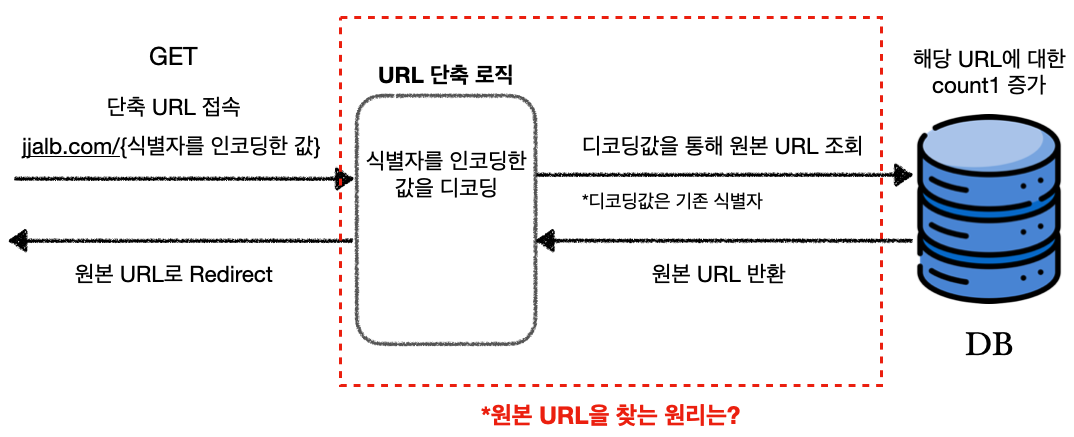 GET
단축 URL 접속
jjalb.com/{식별자를 인코딩한 값}
원본 URL로 Redirect
URL 단축 로직
식별자를 인코딩한
값을 디코딩
디코딩값을 통해 원본 URL 조회
*디코딩값은 기존 식별자
원본 URL 반환
해당 URL에 대한
count1 증가
DB
*원본 URL을 찾는 원리는?